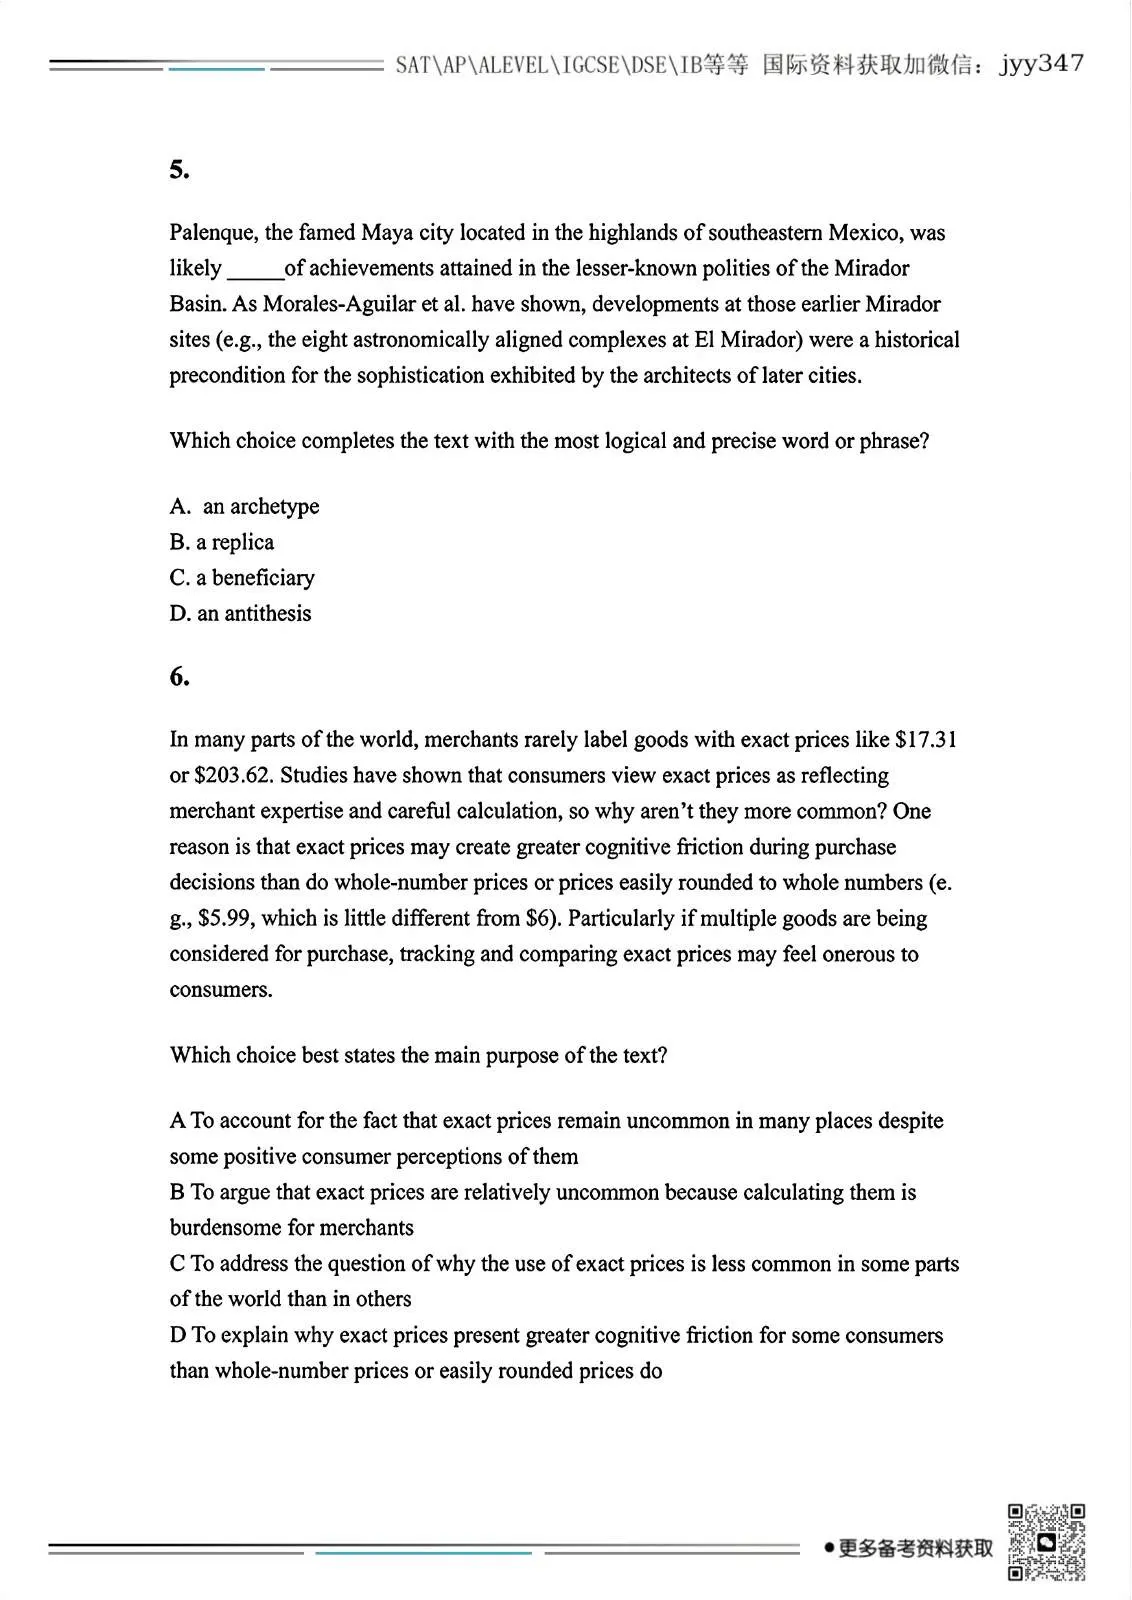 SAT\AP\ALEVEL\IGCSE\DSE\IB等等 国际资料获取加微信: jyy347
5.
Palenque, the famed Maya city located in the highlands of southeastern Mexico, was
likely _____of achievements attained in the lesser-known polities of the Mirador
Basin. As Morales-Aguilar et al. have shown, developments at those earlier Mirador
sites (e.g., the eight astronomically aligned complexes at El Mirador) were a historical
precondition for the sophistication exhibited by the architects of later cities.
Which choice completes the text with the most logical and precise word or phrase?
A. an archetype
B. a replica
C. a beneficiary
D. an antithesis
6.
In many parts of the world, merchants rarely label goods with exact prices like $17.31
or $203.62. Studies have shown that consumers view exact prices as reflecting
merchant expertise and careful calculation, so why aren’t they more common? One
reason is that exact prices may create greater cognitive friction during purchase
decisions than do whole-number prices or prices easily rounded to whole numbers (e.
g., $5.99, which is little different from $6). Particularly if multiple goods are being
considered for purchase, tracking and comparing exact prices may feel onerous to
consumers.
Which choice best states the main purpose of the text?
A To account for the fact that exact prices remain uncommon in many places despite
some positive consumer perceptions of them
B To argue that exact prices are relatively uncommon because calculating them is
burdensome for merchants
C To address the question of why the use of exact prices is less common in some parts
of the world than in others
D To explain why exact prices present greater cognitive friction for some consumers
than whole-number prices or easily rounded prices do
●更多备考资料获取